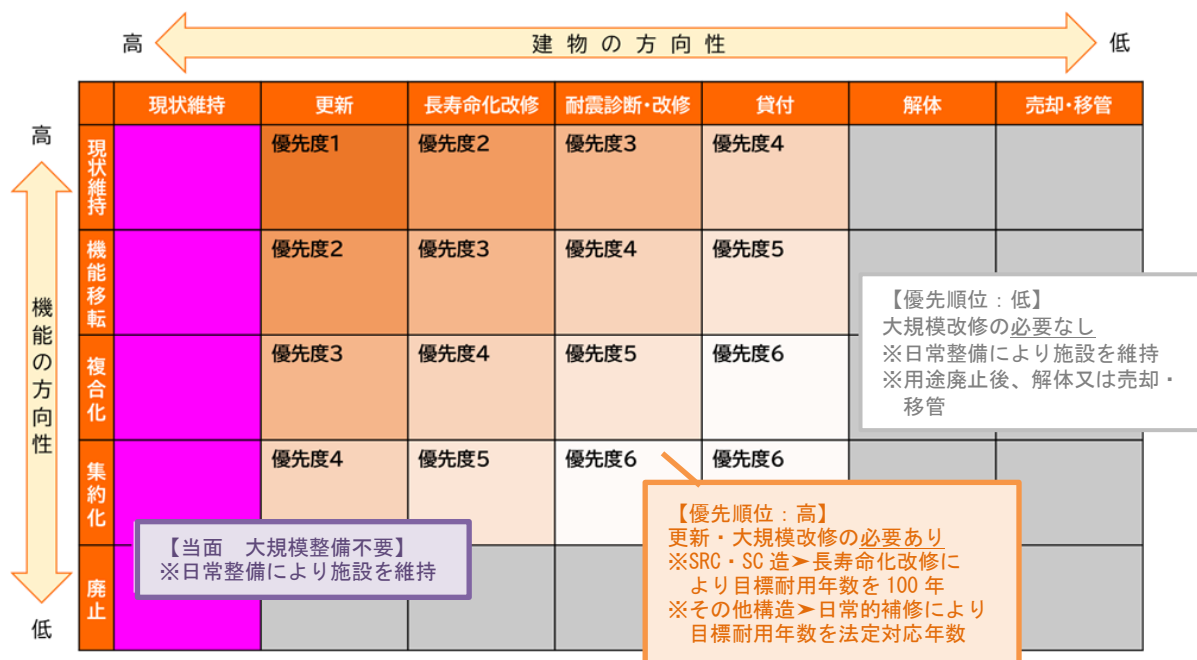 高 建物の方向性 低
現状維持 更新 長寿命化改修 耐震診断・改修 貸付 解体 売却・移管
高
機能の方向性
低
現状維持 優先度1 優先度2 優先度3 優先度4
機能移転 優先度2 優先度3 優先度4 優先度5
複合化 優先度3 優先度4 優先度5 優先度6
集約化 優先度4 優先度5 優先度6 優先度6
廃止
【優先順位：低】
大規模改修の必要なし
※日常整備により施設を維持
※用途廃止後、解体又は売却・
移管
【当面　大規模整備不要】
※日常整備により施設を維持
【優先順位：高】
更新・大規模改修の必要あり
※SRC・SC造➤長寿命化改修に
より目標耐用年数を100年
※その他構造➤日常的補修により
目標耐用年数を法定対応年数